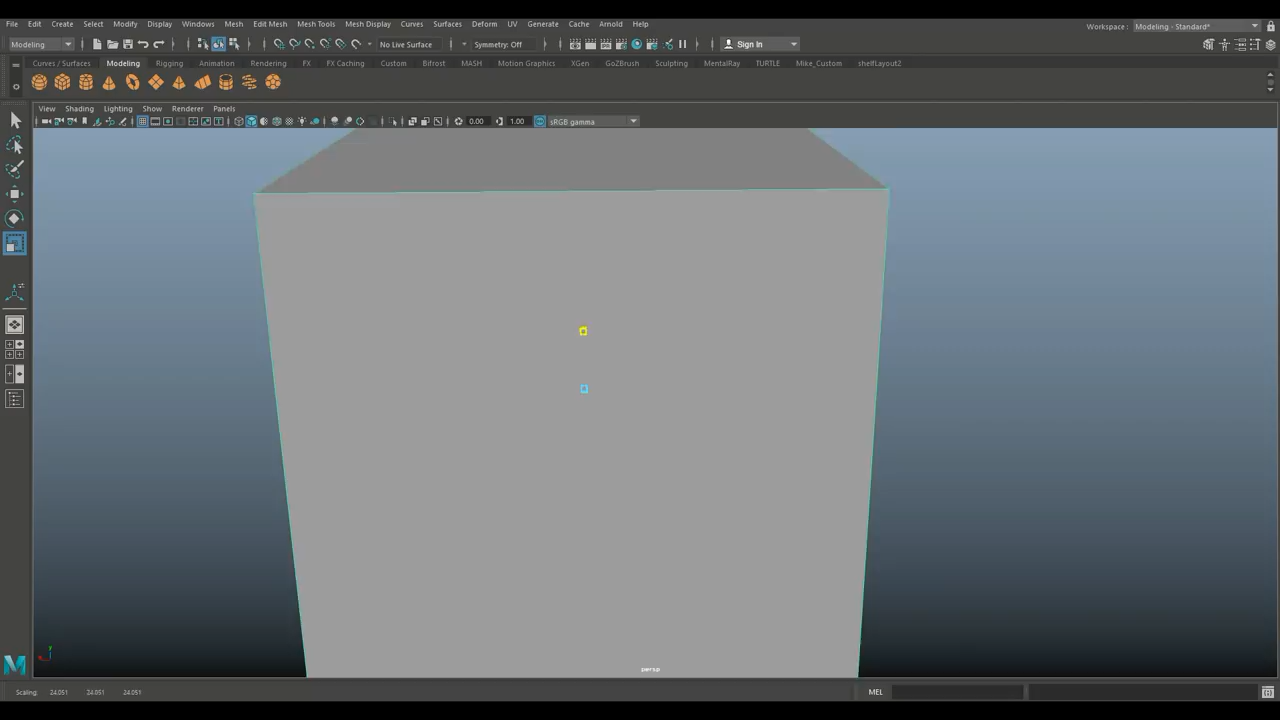 File Edit Create Select Modify Display Windows Mesh Edit Mesh Mesh Tools Mesh Display Curves Surfaces Deform UV Generate Cache Arnold Help
Workspace : Modeling - Standard*
Modeling No Live Surface Symmetry: Off Sign In
Curves / Surfaces Modeling Rigging Animation Rendering FX FX Caching Custom Bifrost MASH Motion Graphics XGen GoZBrush Sculpting MentalRay TURTLE Mike_Custom shelfLayout2
View Shading Lighting Show Renderer Panels
0.00 1.00 sRGB gamma
persp
Scaling: 24.051 24.051 24.051 MEL